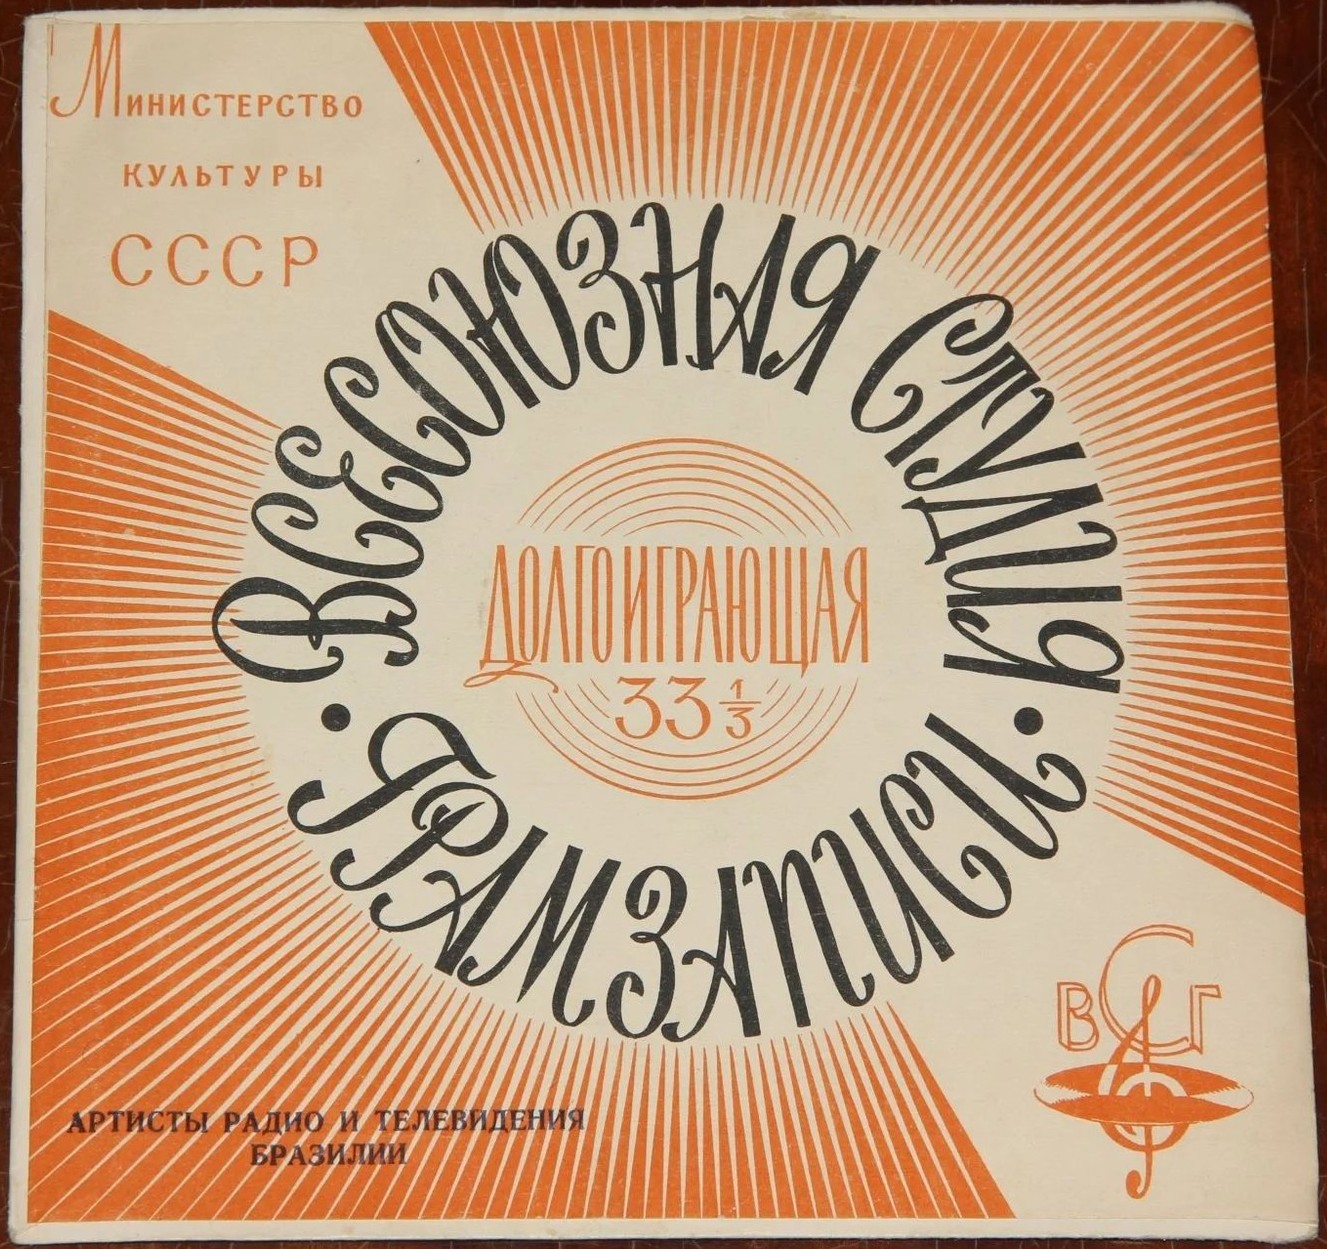 Министерство
культуры
СССР
ВСЕСОЮЗНАЯ СТУДИЯ
• ГРАМЗАПИСИ •
ДОЛГОИГРАЮЩАЯ
33 1/3
ВСГ
АРТИСТЫ РАДИО И ТЕЛЕВИДЕНИЯ
БРАЗИЛИИ